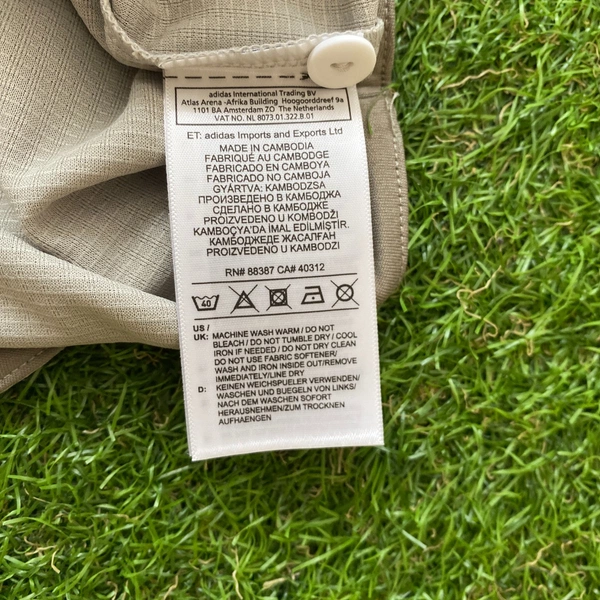 adidas International Trading BV
Atlas Arena -Afrika Building Hoogoorddreef 9a
1101 BA Amsterdam ZO The Netherlands
VAT NO. NL 8073.01.322.B.01
ET: adidas Imports and Exports Ltd
MADE IN CAMBODIA
FABRIQUÉ AU CAMBODGE
FABRICADO EN CAMBOYA
FABRICADO NO CAMBOJA
GYÁRTVA: KAMBODZSA
ПРОИЗВЕДЕНО В КАМБОДЖА
СДЕЛАНО В КАМБОДЖЕ
PROIZVEDENO U KOMBODŽI
KAMBOÇYA'DA İMAL EDİLMİŞTİR.
КАМБОДЖЕДЕ ЖАСАЛҒАН
PROIZVEDENO V KAMBODZI
RN# 88387 CA# 40312
40
US /
UK: MACHINE WASH WARM / DO NOT
BLEACH / DO NOT TUMBLE DRY / COOL
IRON IF NEEDED / DO NOT DRY CLEAN
DO NOT USE FABRIC SOFTENER/
WASH AND IRON INSIDE OUT/REMOVE
IMMEDIATELY/LINE DRY
D: KEINEN WEICHSPUELER VERWENDEN/
WASCHEN UND BUEGELN VON LINKS/
NACH DEM WASCHEN SOFORT
HERAUSNEHMEN/ZUM TROCKNEN
AUFHAENGEN